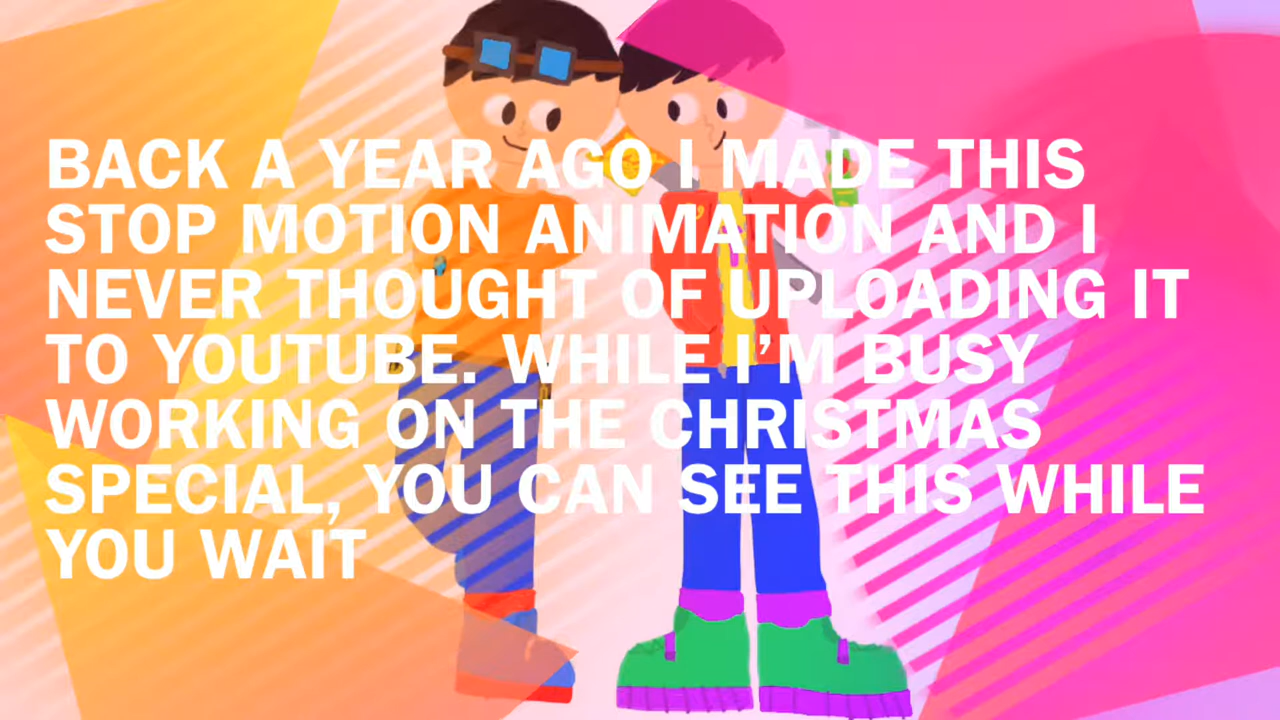 BACK A YEAR AGO I MADE THIS
STOP MOTION ANIMATION AND I
NEVER THOUGHT OF UPLOADING IT
TO YOUTUBE. WHILE I’M BUSY
WORKING ON THE CHRISTMAS
SPECIAL, YOU CAN SEE THIS WHILE
YOU WAIT